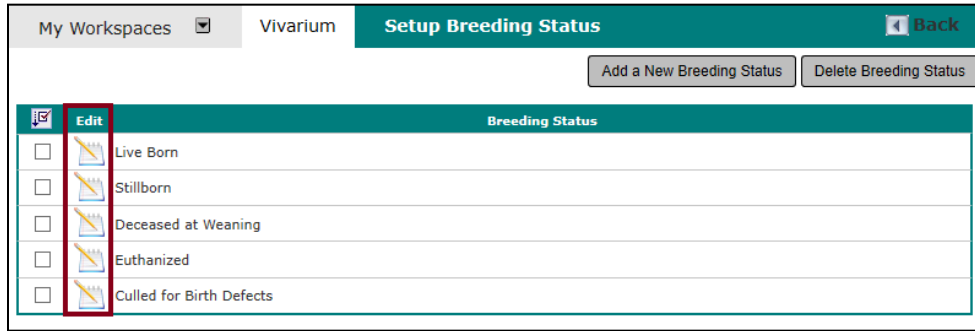 My Workspaces Vivarium Setup Breeding Status Back
Add a New Breeding Status Delete Breeding Status
Edit Breeding Status
Live Born
Stillborn
Deceased at Weaning
Euthanized
Culled for Birth Defects